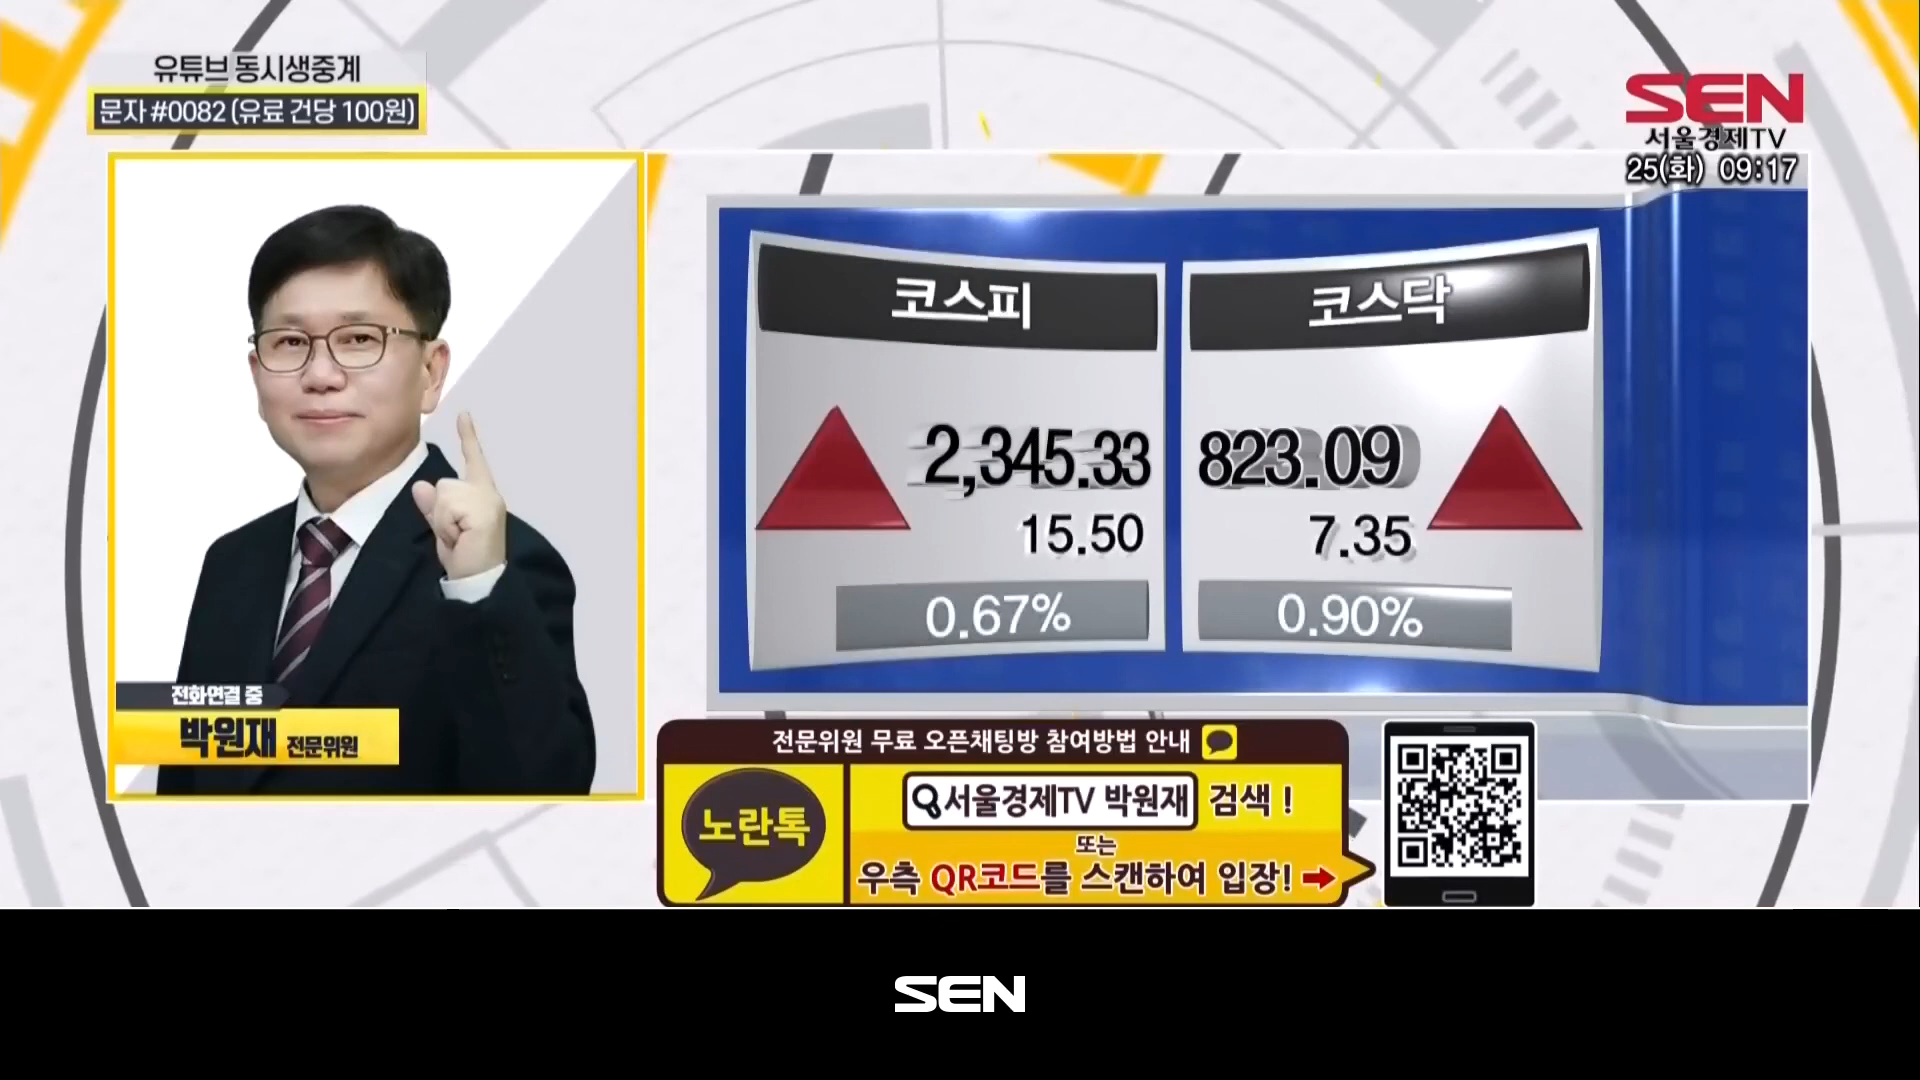 유튜브 동시생중계
문자 #0082 (유료 건당 100원)
SEN
서울경제TV
25(화) 09:17
코스피
2,345.33
15.50
0.67%
코스닥
823.09
7.35
0.90%
전화연결 중
박원재 전문위원
전문위원 무료 오픈채팅방 참여방법 안내
노란톡
서울경제TV 박원재 검색 !
또는
우측 QR코드를 스캔하여 입장!
SEN